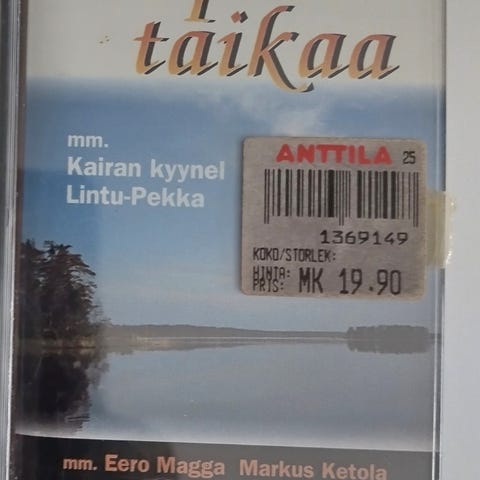 taikaa
mm.
Kairan kyynel
Lintu-Pekka
ANTTILA 25
1369149
KOKO/STORLEK:
HINTA:
PRIS: MK 19.90
mm. Eero Magga Markus Ketola